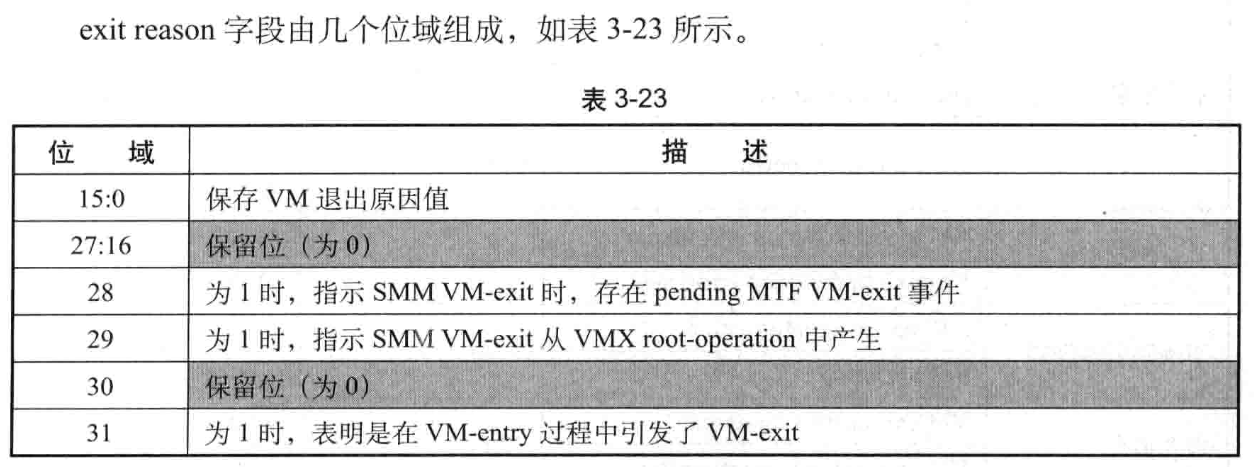 exit reason 字段由几个位域组成，如表 3-23 所示。
表 3-23
位 域 描 述
15:0 保存 VM 退出原因值
27:16 保留位（为 0）
28 为 1 时，指示 SMM VM-exit 时，存在 pending MTF VM-exit 事件
29 为 1 时，指示 SMM VM-exit 从 VMX root-operation 中产生
30 保留位（为 0）
31 为 1 时，表明是在 VM-entry 过程中引发了 VM-exit